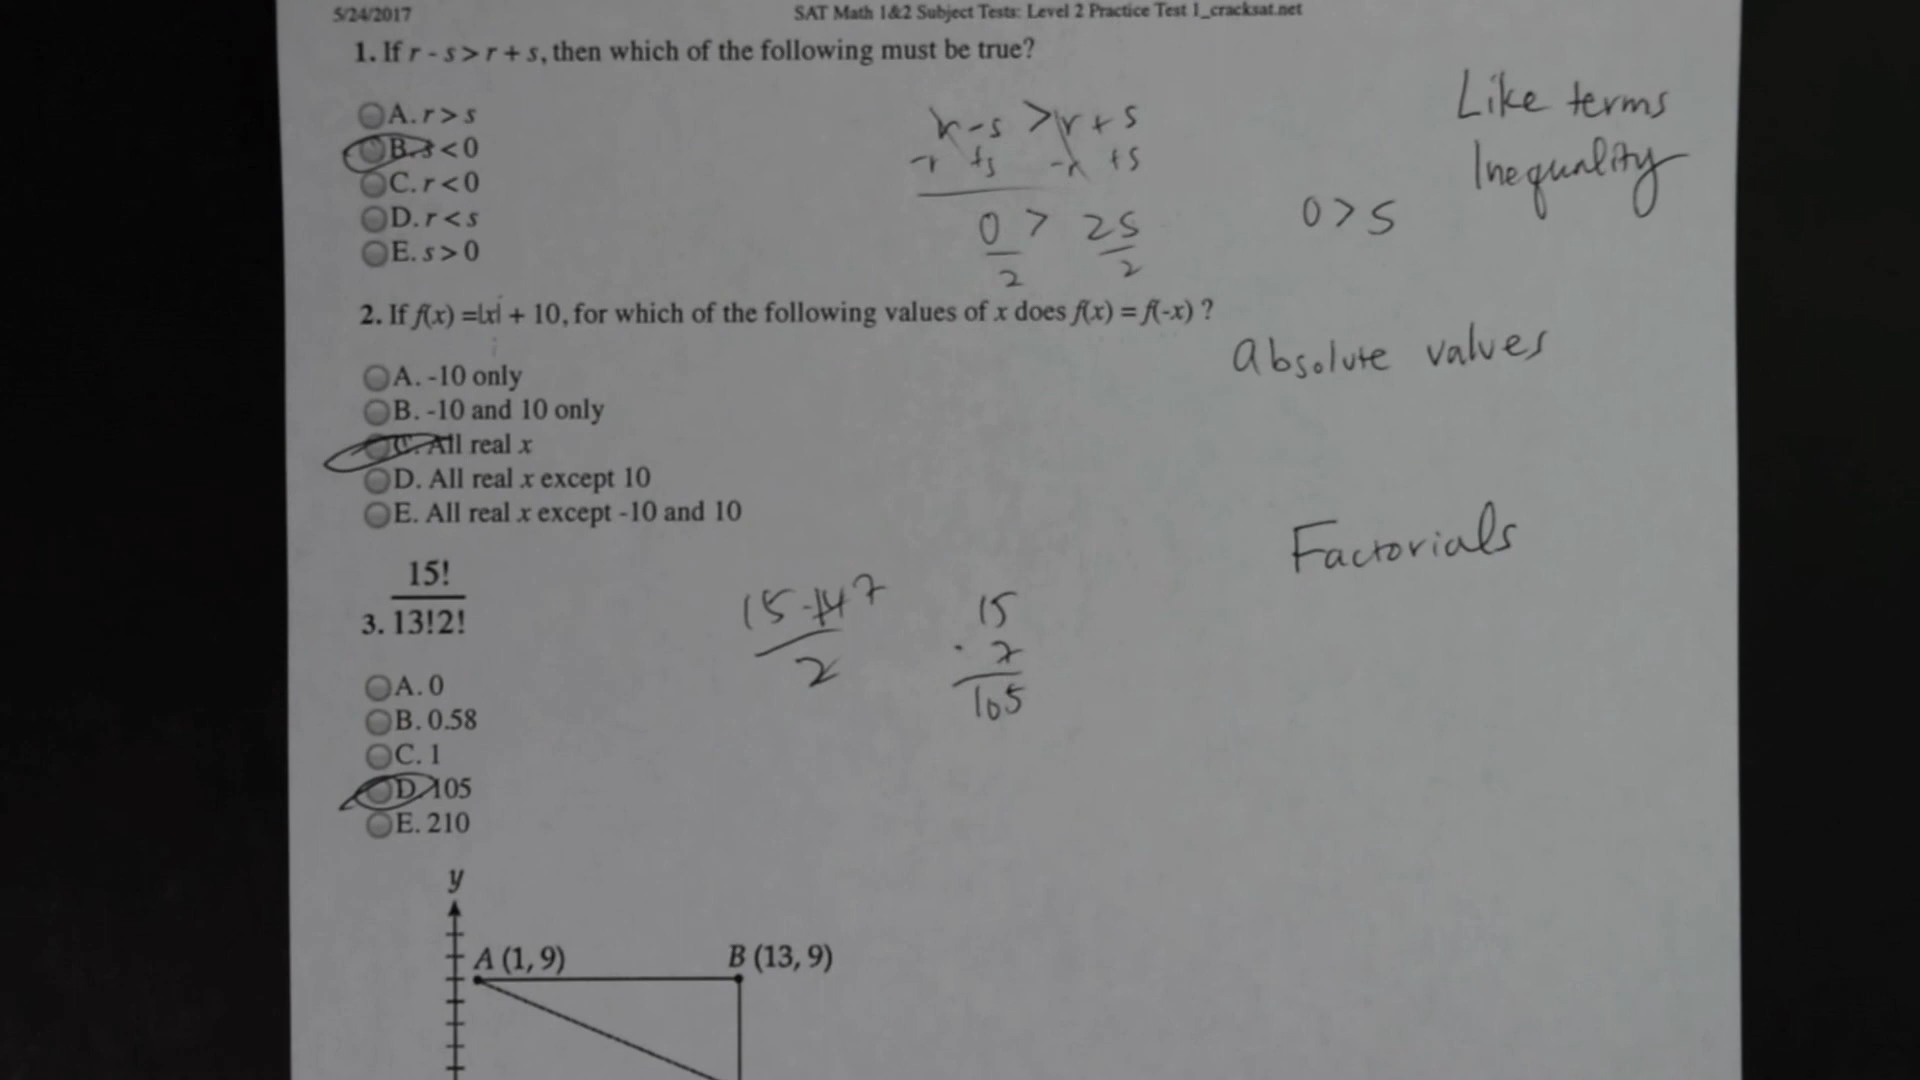 5/24/2017
SAT Math 1&2 Subject Tests: Level 2 Practice Test 1_cracksat.net
1. If r - s > r + s, then which of the following must be true?
A. r > s
B. s < 0
C. r < 0
D. r < s
E. s > 0
r - s > r + s
-r +s -r +s
0 > 2s
2 2
0 > s
Like terms
Inequality
2. If f(x) =|x| + 10, for which of the following values of x does f(x) = f(-x) ?
Absolute values
A. -10 only
B. -10 and 10 only
C. All real x
D. All real x except 10
E. All real x except -10 and 10
Factorials
15!
3. 13!2!
15·14 7
2
15
· 7
105
A. 0
B. 0.58
C. 1
D. 105
E. 210
y
A (1, 9)
B (13, 9)